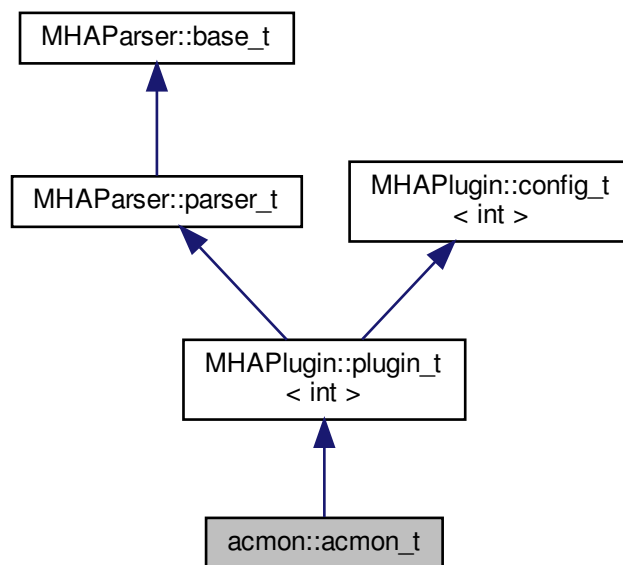 MHAParser::base_t
MHAParser::parser_t
MHAPlugin::config_t
< int >
MHAPlugin::plugin_t
< int >
acmon::acmon_t